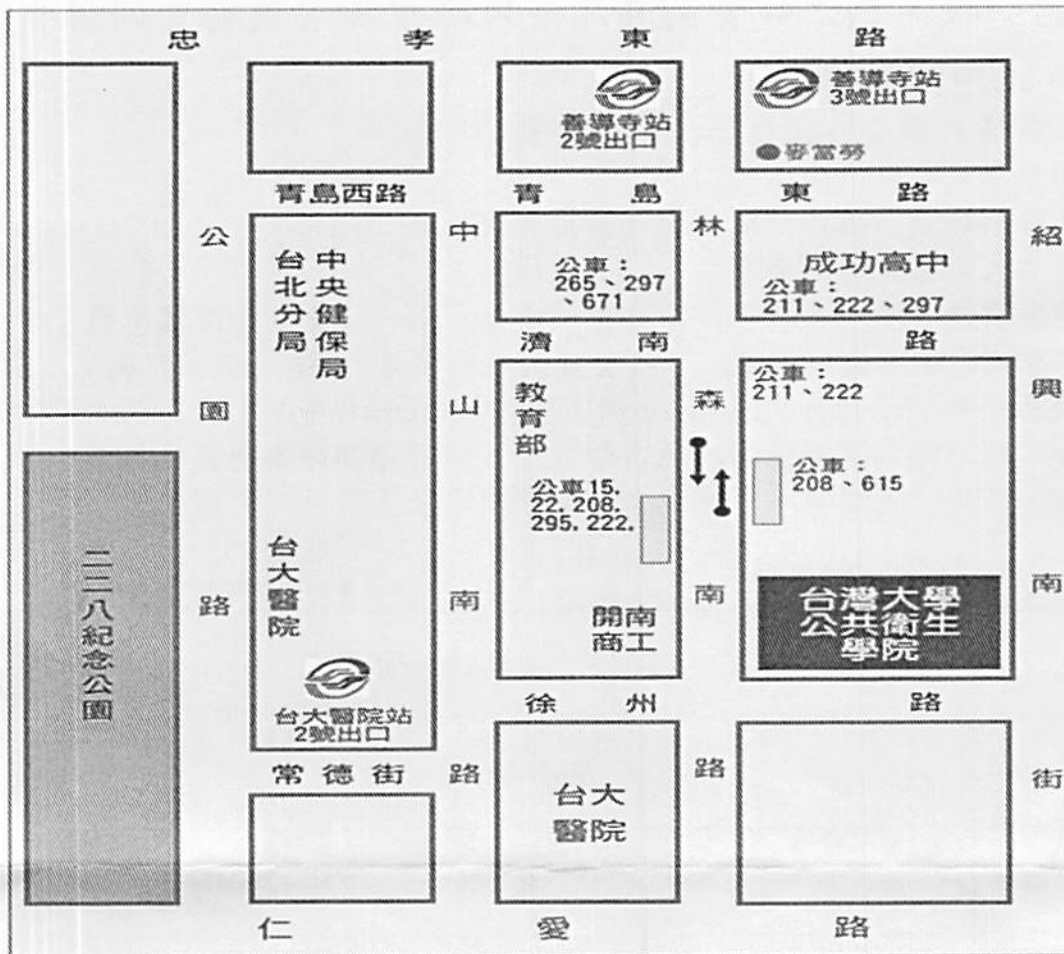 忠孝東路
善導寺站
2號出口
善導寺站
3號出口
麥當勞
青島西路
青島東路
公園路
中山南路
林森南路
紹興南街
中央健保局
台北分局
公車：
265、297
、671
成功高中
公車：
211、222、297
濟南路
教育部
公車：
211、222
公車：
208、615
公車15.
22.208.
295.222.
二二八紀念公園
台大醫院
開南
商工
台灣大學
公共衛生
學院
台大醫院站
2號出口
徐州路
常德街
台大
醫院
仁愛路